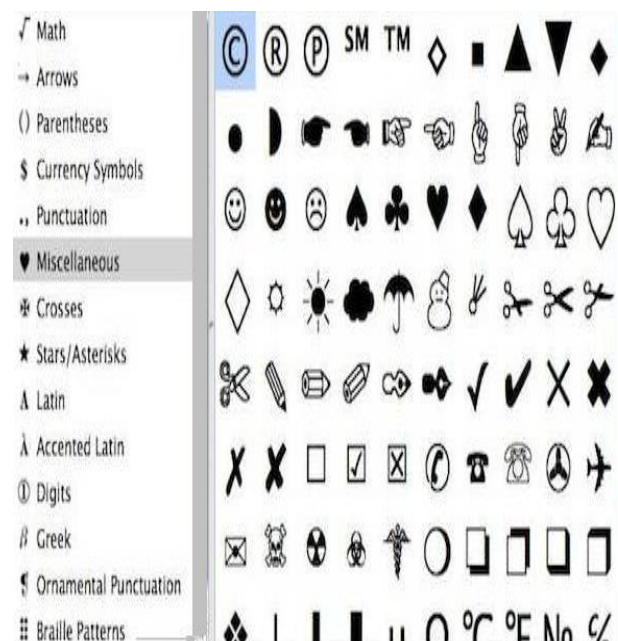 √ Math
→ Arrows
() Parentheses
$ Currency Symbols
., Punctuation
♥ Miscellaneous
✠ Crosses
★ Stars/Asterisks
A Latin
À Accented Latin
① Digits
β Greek
¶ Ornamental Punctuation
⠿ Braille Patterns
© ® ℗ SM TM
°C °F №